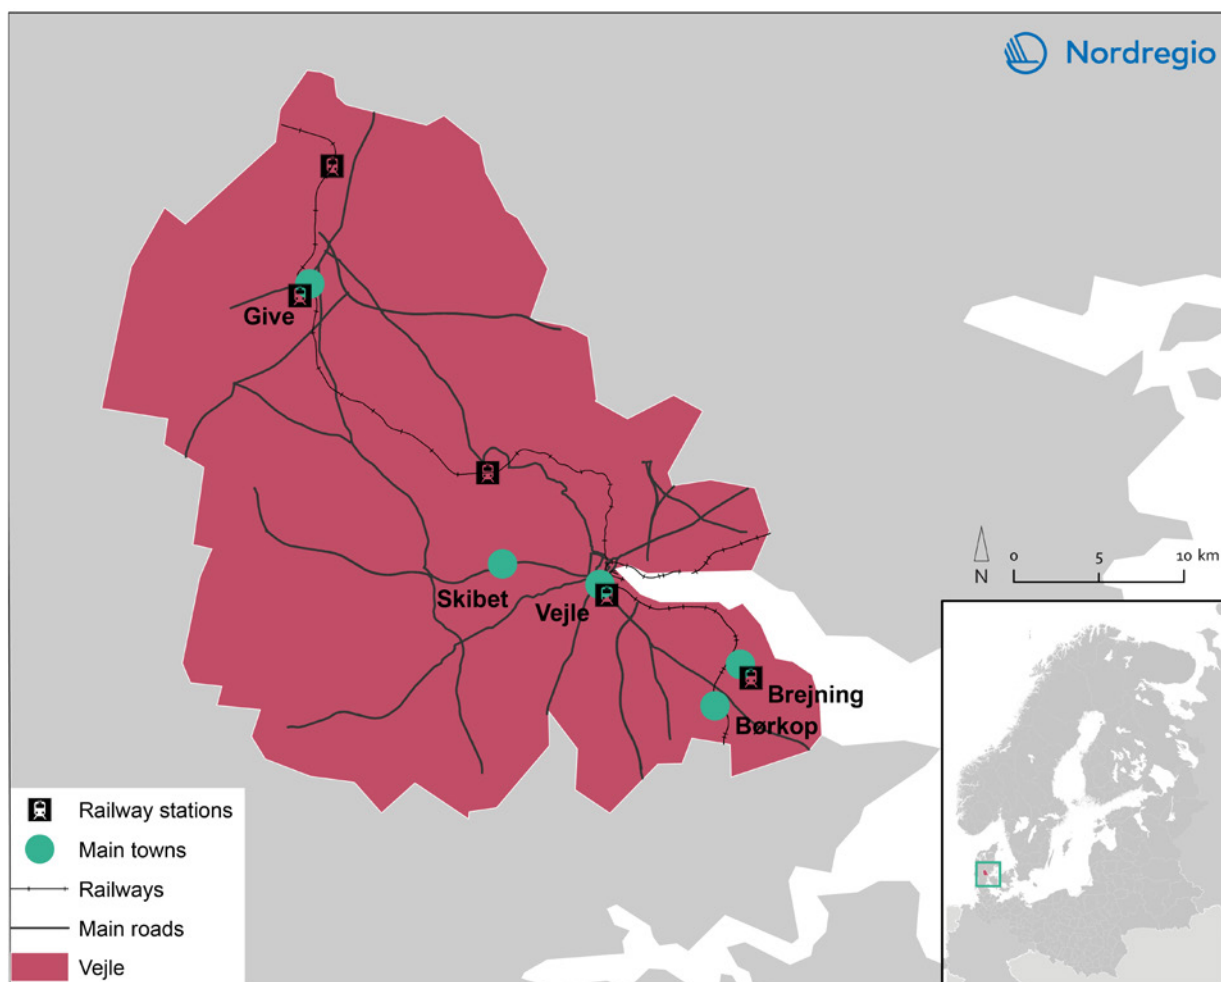 Nordregio
Give
Skibet
Vejle
Brejning
Børkop
0 5 10 km
N
Railway stations
Main towns
Railways
Main roads
Vejle